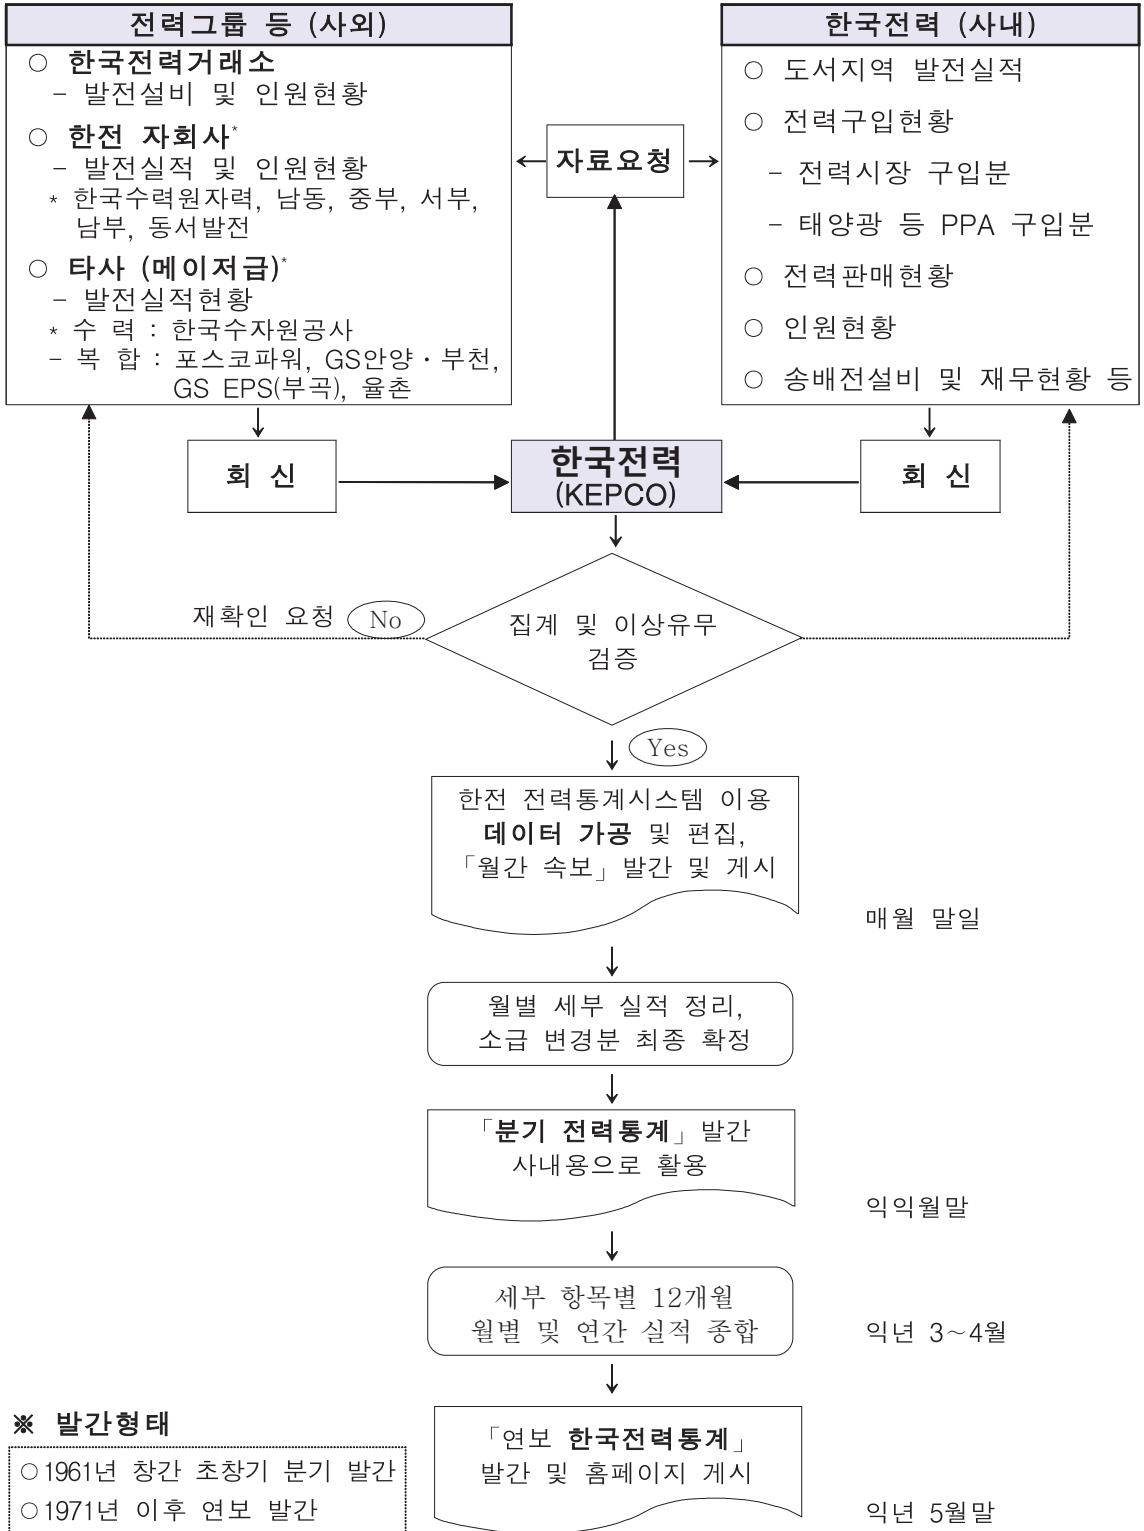 전력그룹 등 (사외)
○ 한국전력거래소
- 발전설비 및 인원현황
○ 한전 자회사*
- 발전실적 및 인원현황
* 한국수력원자력, 남동, 중부, 서부,
남부, 동서발전
○ 타사 (메이저급)*
- 발전실적현황
* 수 력 : 한국수자원공사
- 복 합 : 포스코파워, GS안양・부천,
GS EPS(부곡), 율촌
자료요청
한국전력 (사내)
○ 도서지역 발전실적
○ 전력구입현황
- 전력시장 구입분
- 태양광 등 PPA 구입분
○ 전력판매현황
○ 인원현황
○ 송배전설비 및 재무현황 등
회 신
한국전력
(KEPCO)
회 신
재확인 요청
No
집계 및 이상유무
검증
Yes
한전 전력통계시스템 이용
데이터 가공 및 편집,
「월간 속보」발간 및 게시
매월 말일
월별 세부 실적 정리,
소급 변경분 최종 확정
「분기 전력통계」발간
사내용으로 활용
익익월말
세부 항목별 12개월
월별 및 연간 실적 종합
익년 3~4월
「연보 한국전력통계」
발간 및 홈페이지 게시
익년 5월말
※ 발간형태
○1961년 창간 초창기 분기 발간
○1971년 이후 연보 발간